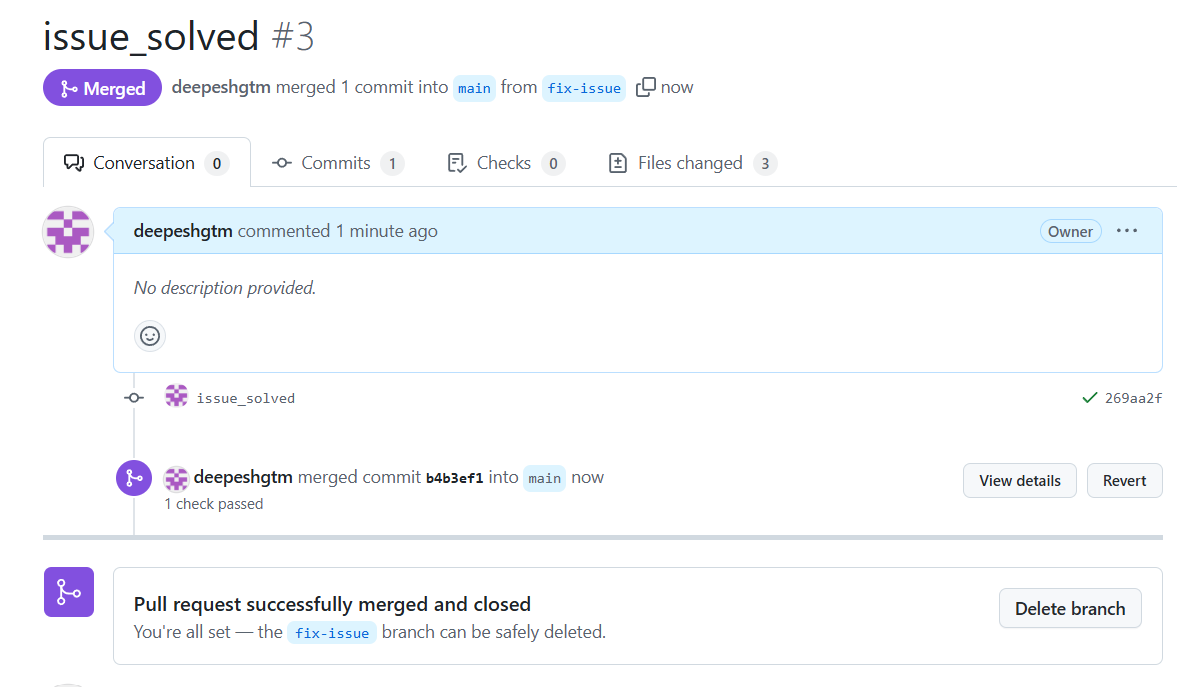 issue_solved #3
Merged deepeshgtm merged 1 commit into main from fix-issue now
Conversation 0 Commits 1 Checks 0 Files changed 3
deepeshgtm commented 1 minute ago Owner
No description provided.
issue_solved 269aa2f
deepeshgtm merged commit b4b3ef1 into main now View details Revert
1 check passed
Pull request successfully merged and closed Delete branch
You're all set — the fix-issue branch can be safely deleted.